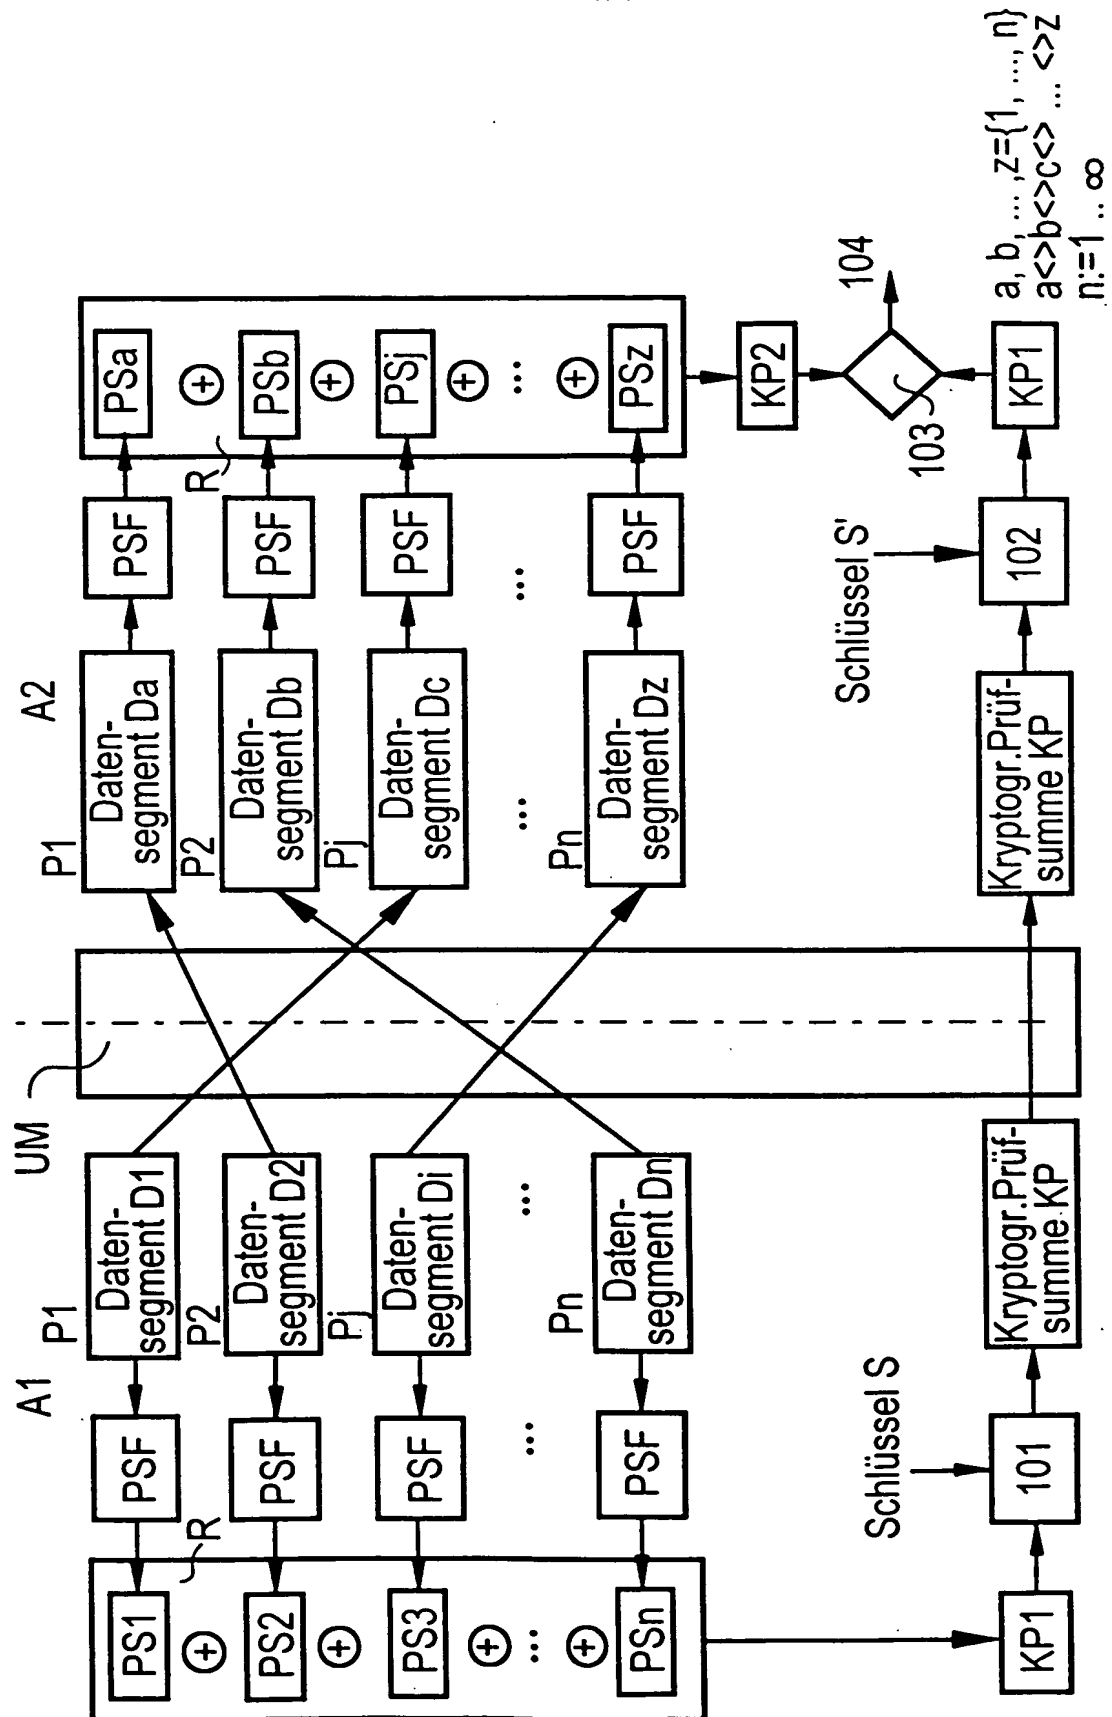 A1
UM
A2
P1
Daten-
segment D1
P2
Daten-
segment D2
Pj
Daten-
segment Di
...
Pn
Daten-
segment Dn
PSF
PSF
PSF
...
PSF
R
PS1
⊕
PS2
⊕
PS3
⊕
...
⊕
PSn
KP1
101
Schlüssel S
Kryptogr.Prüf-
summe KP
P1
Daten-
segment Da
P2
Daten-
segment Db
Pj
Daten-
segment Dc
...
Pn
Daten-
segment Dz
PSF
PSF
PSF
...
PSF
R
PSa
⊕
PSb
⊕
PSj
⊕
...
⊕
PSz
KP2
103
104
Kryptogr.Prüf-
summe KP
Schlüssel S'
102
KP1
a, b, ... ,z={1, ..., n}
a<>b<>c<> ... <>z
n:=1 .. ∞